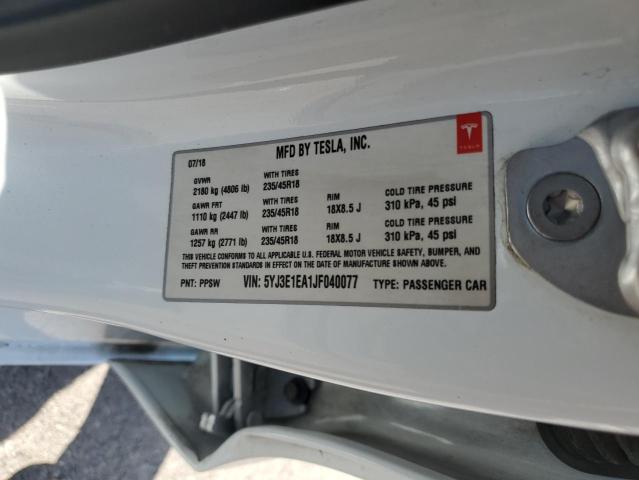 MFD BY TESLA, INC.
TESLA
07/18
GVWR WITH TIRES
2180 kg (4806 lb) 235/45R18
GAWR FRT WITH TIRES RIM COLD TIRE PRESSURE
1110 kg (2447 lb) 235/45R18 18X8.5 J 310 kPa, 45 psi
GAWR RR WITH TIRES RIM COLD TIRE PRESSURE
1257 kg (2771 lb) 235/45R18 18X8.5 J 310 kPa, 45 psi
THIS VEHICLE CONFORMS TO ALL APPLICABLE U.S. FEDERAL MOTOR VEHICLE SAFETY, BUMPER, AND
THEFT PREVENTION STANDARDS IN EFFECT ON THE DATE OF MANUFACTURE SHOWN ABOVE.
PNT: PPSW VIN: 5YJ3E1EA1JF040077 TYPE: PASSENGER CAR